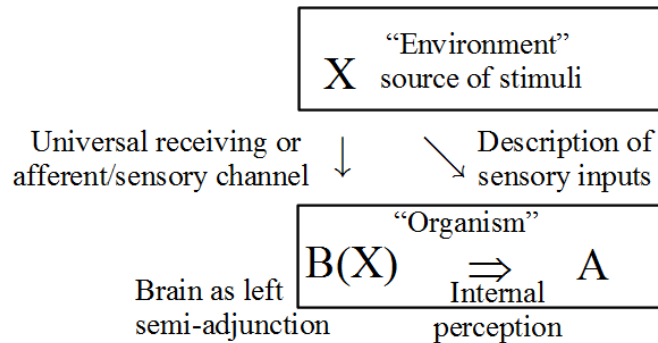 “Environment”
X source of stimuli
Universal receiving or
afferent/sensory channel
↓
↘
Description of
sensory inputs
“Organism”
B(X) ⇒ A
Brain as left
semi-adjunction
Internal
perception